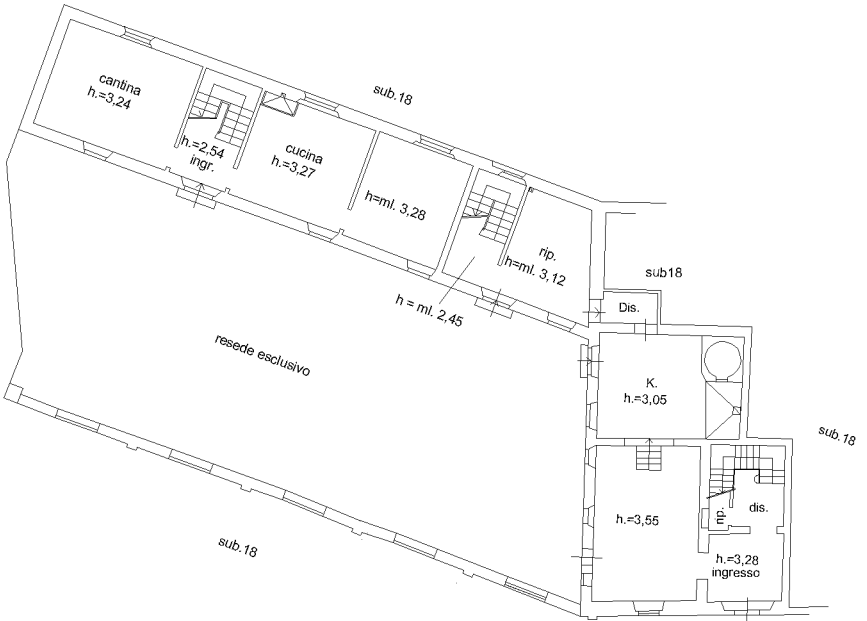 cantina
h.=3,24
sub.18
h.=2,54
ingr.
cucina
h.=3,27
h=ml. 3,28
rip.
h=ml. 3,12
h = ml. 2,45
sub18
Dis.
resede esclusivo
K.
h.=3,05
sub.18
sub.18
h.=3,55
rip.
dis.
h.=3,28
ingresso